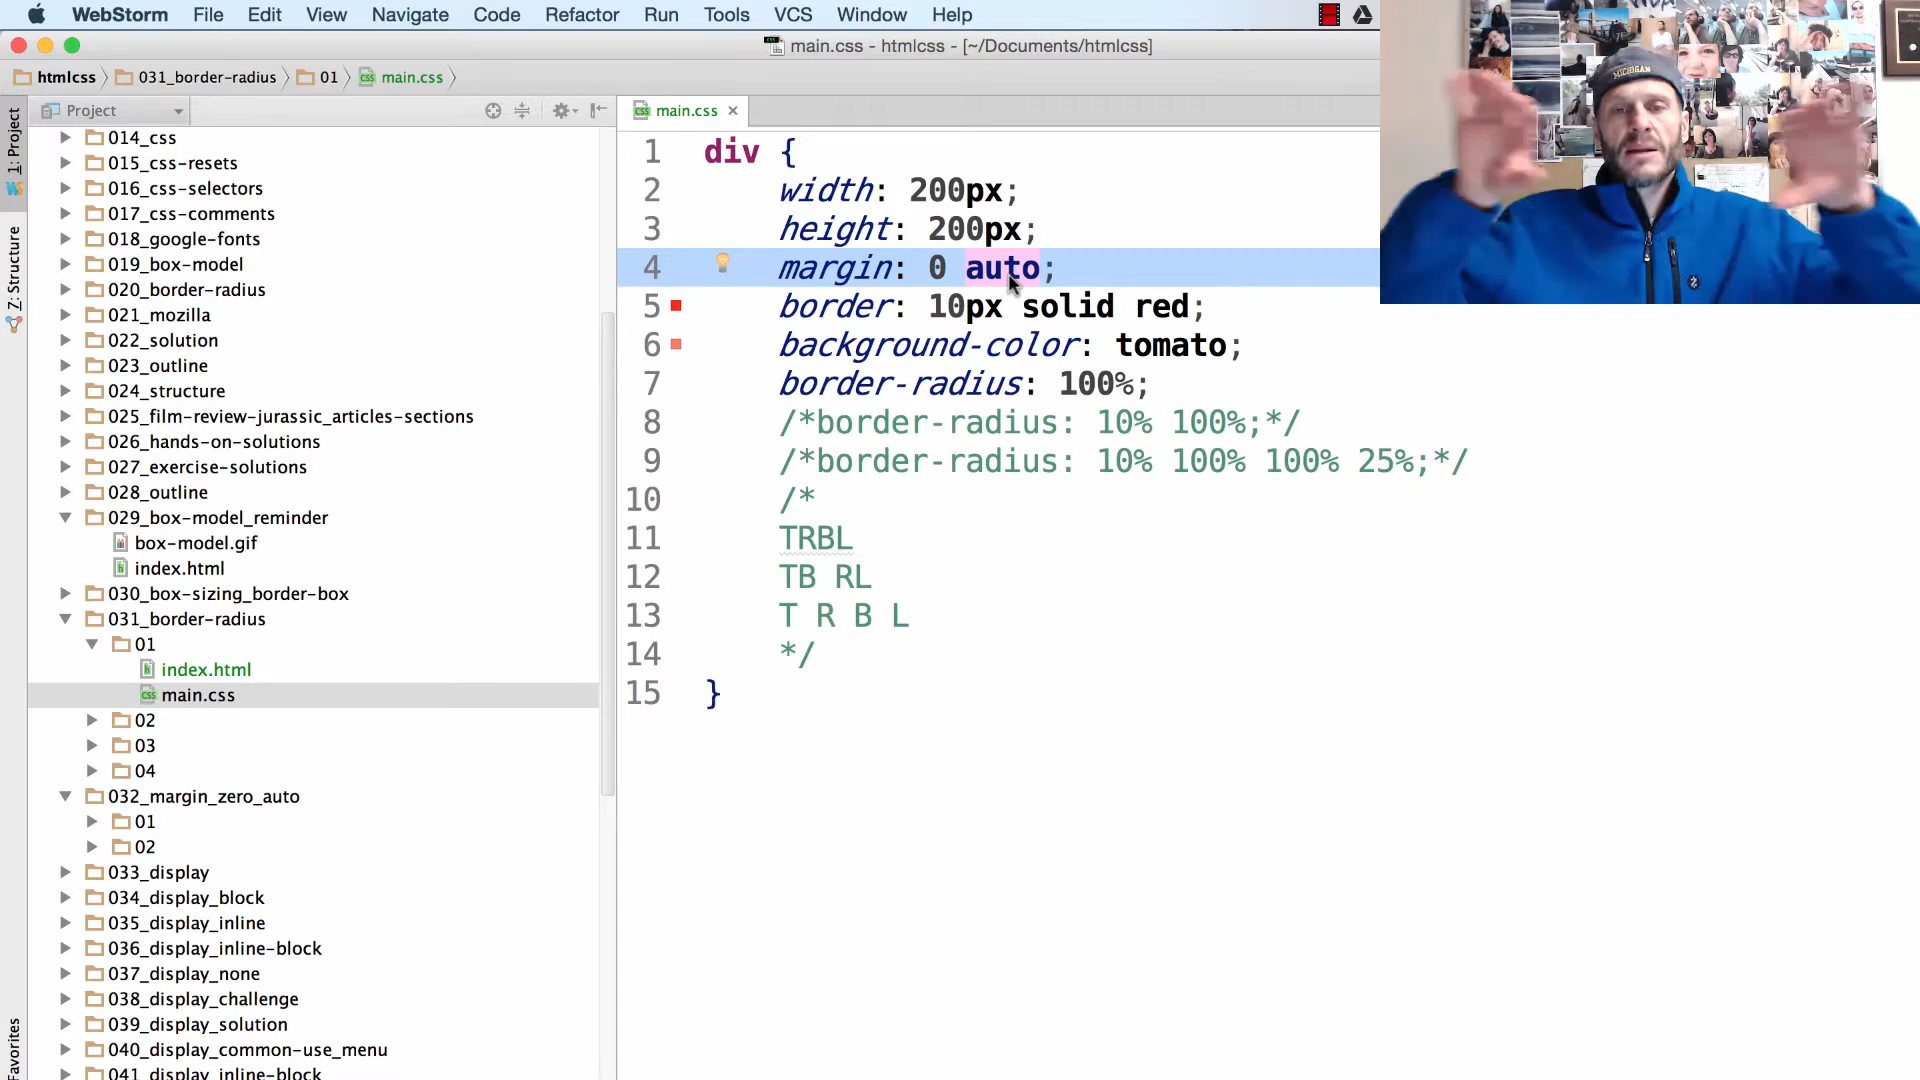 WebStorm File Edit View Navigate Code Refactor Run Tools VCS Window Help
main.css - htmlcss - [~/Documents/htmlcss]
htmlcss 031_border-radius 01 main.css
1: Project
Z: Structure
Favorites
Project
014_css
015_css-resets
016_css-selectors
017_css-comments
018_google-fonts
019_box-model
020_border-radius
021_mozilla
022_solution
023_outline
024_structure
025_film-review-jurassic_articles-sections
026_hands-on-solutions
027_exercise-solutions
028_outline
029_box-model_reminder
box-model.gif
index.html
030_box-sizing_border-box
031_border-radius
01
index.html
main.css
02
03
04
032_margin_zero_auto
01
02
033_display
034_display_block
035_display_inline
036_display_inline-block
037_display_none
038_display_challenge
039_display_solution
040_display_common-use_menu
041_display_inline-block
main.css
1 div {
2 width: 200px;
3 height: 200px;
4 margin: 0 auto;
5 border: 10px solid red;
6 background-color: tomato;
7 border-radius: 100%;
8 /*border-radius: 10% 100%;*/
9 /*border-radius: 10% 100% 100% 25%;*/
10 /*
11 TRBL
12 TB RL
13 T R B L
14 */
15 }
MICHIGAN